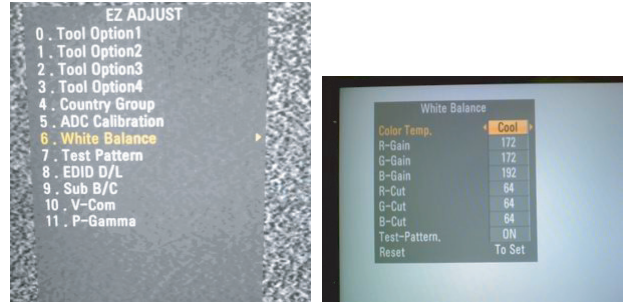 EZ ADJUST
0 . Tool Option1
1 . Tool Option2
2 . Tool Option3
3 . Tool Option4
4 . Country Group
5 . ADC Calibration
6 . White Balance
7 . Test Pattern
8 . EDID D/L
9 . Sub B/C
10 . V-Com
11 . P-Gamma
White Balance
Color Temp. Cool
R-Gain 172
G-Gain 172
B-Gain 192
R-Cut 64
G-Cut 64
B-Cut 64
Test-Pattern. ON
Reset To Set